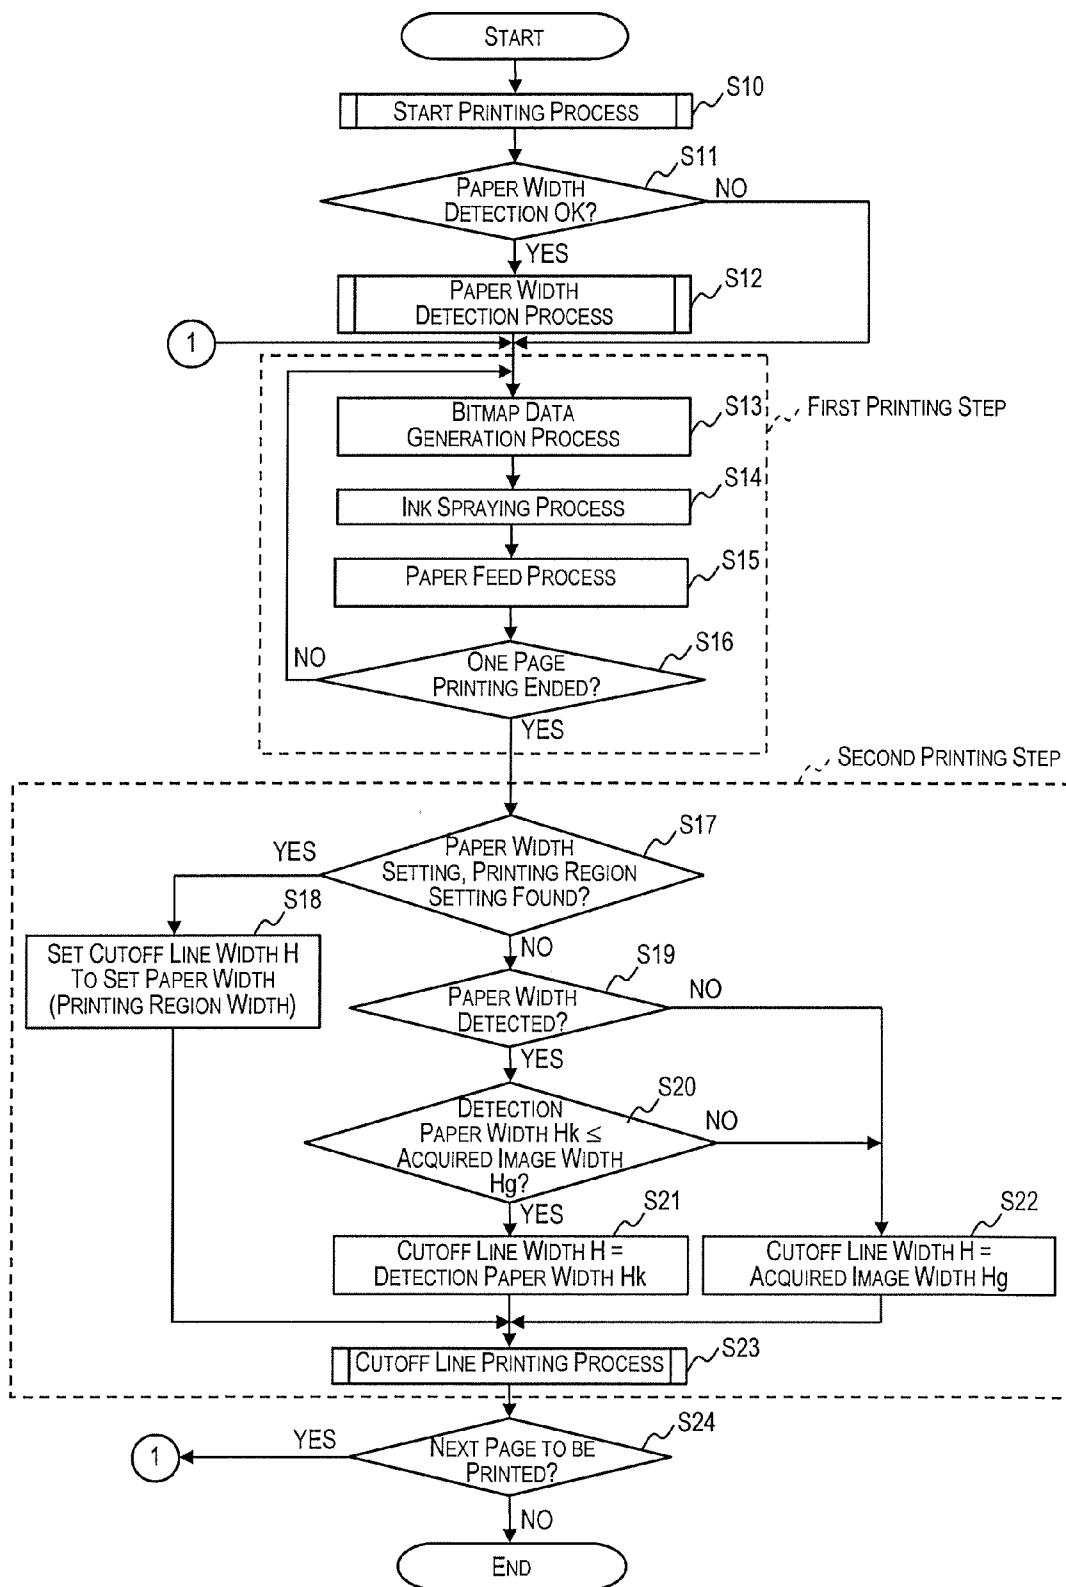 START
S10
START PRINTING PROCESS
S11
PAPER WIDTH
DETECTION OK?
NO
YES
S12
PAPER WIDTH
DETECTION PROCESS
1
FIRST PRINTING STEP
S13
BITMAP DATA
GENERATION PROCESS
S14
INK SPRAYING PROCESS
S15
PAPER FEED PROCESS
S16
NO
ONE PAGE
PRINTING ENDED?
YES
SECOND PRINTING STEP
S17
YES
PAPER WIDTH
SETTING, PRINTING REGION
SETTING FOUND?
S18
SET CUTOFF LINE WIDTH H
TO SET PAPER WIDTH
(PRINTING REGION WIDTH)
NO
S19
PAPER WIDTH
DETECTED?
NO
YES
S20
DETECTION
PAPER WIDTH Hk ≤
ACQUIRED IMAGE WIDTH
Hg?
NO
YES
S21
CUTOFF LINE WIDTH H =
DETECTION PAPER WIDTH Hk
S22
CUTOFF LINE WIDTH H =
ACQUIRED IMAGE WIDTH Hg
S23
CUTOFF LINE PRINTING PROCESS
S24
YES
1
NEXT PAGE TO BE
PRINTED?
NO
END